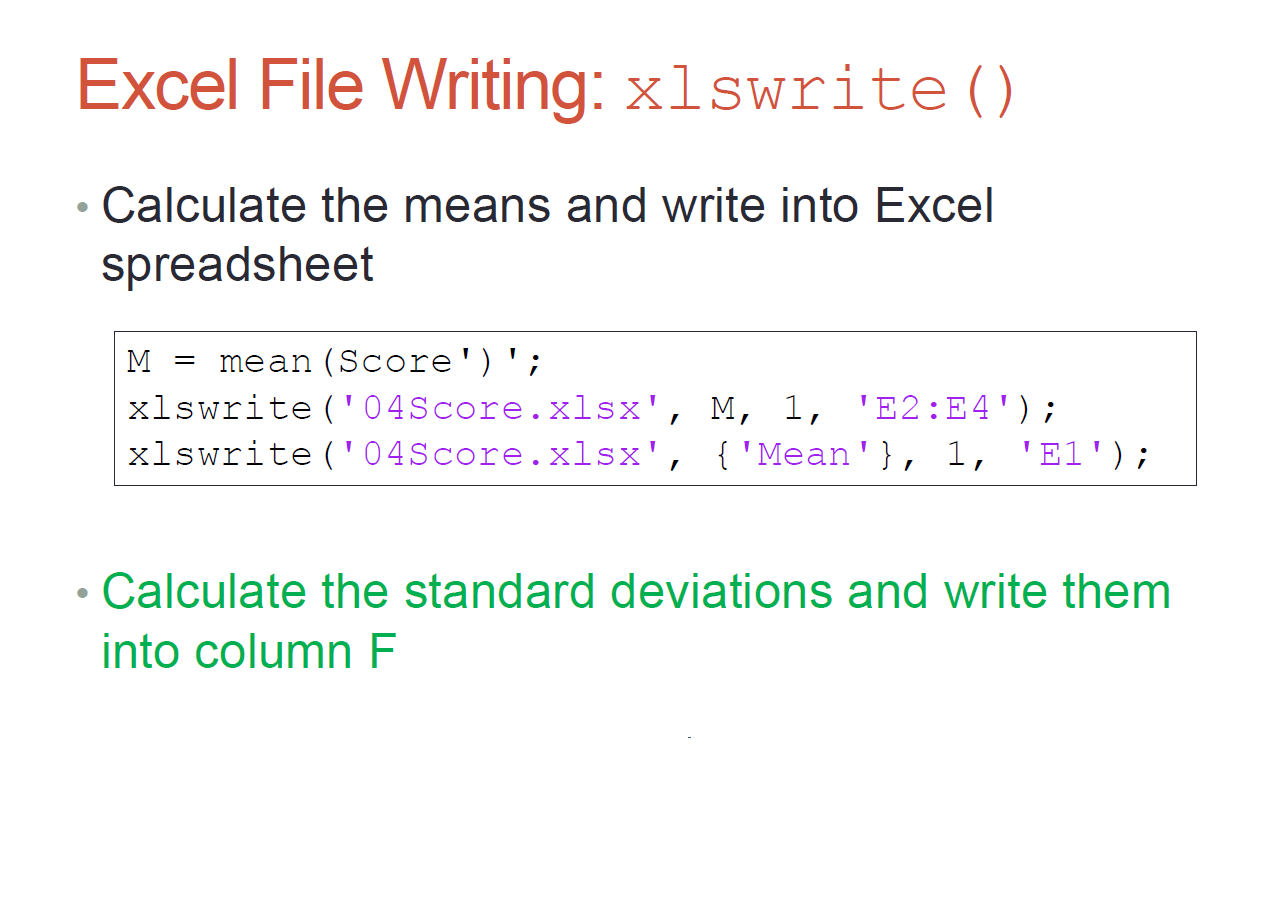 Excel File Writing: xlswrite()
• Calculate the means and write into Excel
spreadsheet
M = mean(Score')';
xlswrite('04Score.xlsx', M, 1, 'E2:E4');
xlswrite('04Score.xlsx', {'Mean'}, 1, 'E1');
• Calculate the standard deviations and write them
into column F